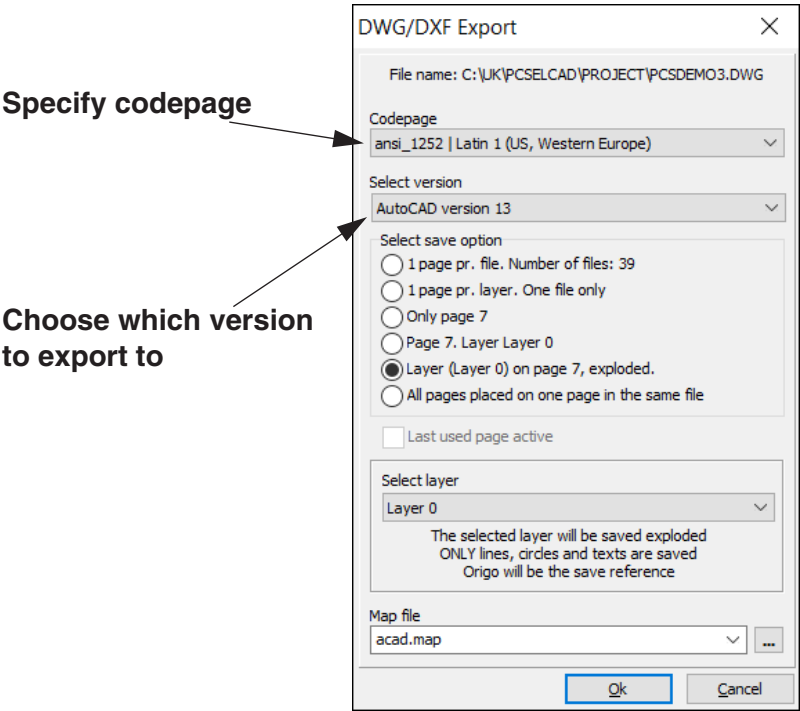 DWG/DXF Export
File name: C:\UK\PCSELCAD\PROJECT\PCSDEMO3.DWG
Specify codepage
Codepage
ansi_1252 | Latin 1 (US, Western Europe)
Select version
AutoCAD version 13
Select save option
1 page pr. file. Number of files: 39
1 page pr. layer. One file only
Only page 7
Choose which version
to export to
Page 7. Layer Layer 0
Layer (Layer 0) on page 7, exploded.
All pages placed on one page in the same file
Last used page active
Select layer
Layer 0
The selected layer will be saved exploded
ONLY lines, circles and texts are saved
Origo will be the save reference
Map file
acad.map
...
Ok
Cancel